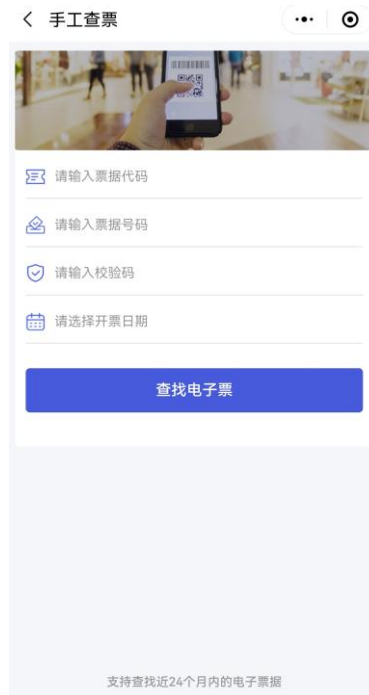 手工查票
请输入票据代码
请输入票据号码
请输入校验码
请选择开票日期
查找电子票
支持查找近24个月内的电子票据